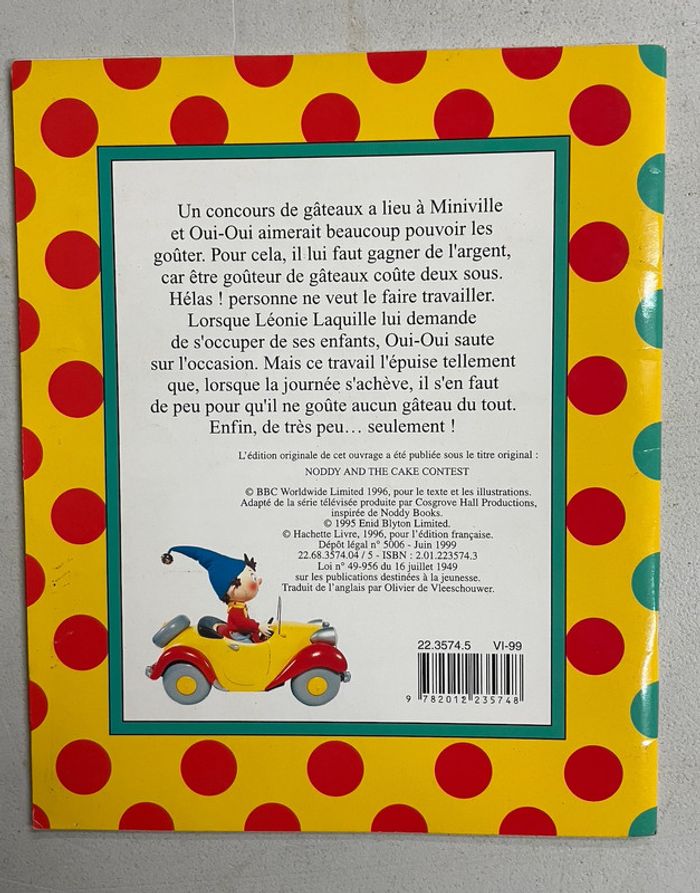 Un concours de gâteaux a lieu à Miniville
et Oui-Oui aimerait beaucoup pouvoir les
goûter. Pour cela, il lui faut gagner de l'argent,
car être goûteur de gâteaux coûte deux sous.
Hélas ! personne ne veut le faire travailler.
Lorsque Léonie Laquille lui demande
de s'occuper de ses enfants, Oui-Oui saute
sur l'occasion. Mais ce travail l'épuise tellement
que, lorsque la journée s'achève, il s'en faut
de peu pour qu'il ne goûte aucun gâteau du tout.
Enfin, de très peu… seulement !
L'édition originale de cet ouvrage a été publiée sous le titre original :
NODDY AND THE CAKE CONTEST
© BBC Worldwide Limited 1996, pour le texte et les illustrations.
Adapté de la série télévisée produite par Cosgrove Hall Productions,
inspirée de Noddy Books.
© 1995 Enid Blyton Limited.
© Hachette Livre, 1996, pour l'édition française.
Dépôt légal n° 5006 - Juin 1999
22.68.3574.04 / 5 - ISBN : 2.01.223574.3
Loi n° 49-956 du 16 juillet 1949
sur les publications destinées à la jeunesse.
Traduit de l'anglais par Olivier de Vleeschouwer.
22.3574.5 VI-99
9 782012 235748